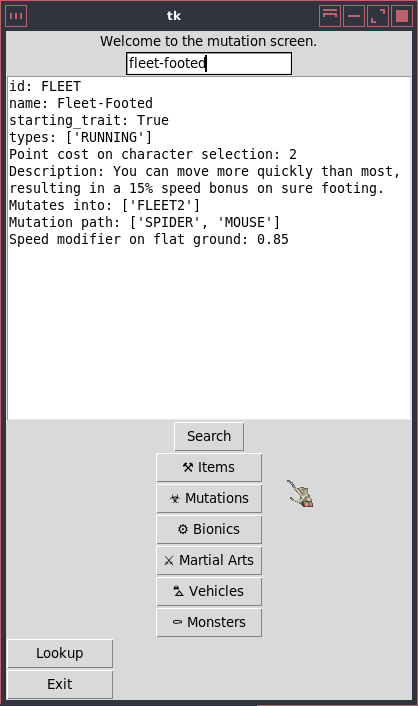 tk
Welcome to the mutation screen.
fleet-footed
id: FLEET
name: Fleet-Footed
starting_trait: True
types: ['RUNNING']
Point cost on character selection: 2
Description: You can move more quickly than most,
resulting in a 15% speed bonus on sure footing.
Mutates into: ['FLEET2']
Mutation path: ['SPIDER', 'MOUSE']
Speed modifier on flat ground: 0.85
Search
⚒ Items
☣ Mutations
⚙ Bionics
⚔ Martial Arts
⛍ Vehicles
⚰ Monsters
Lookup
Exit